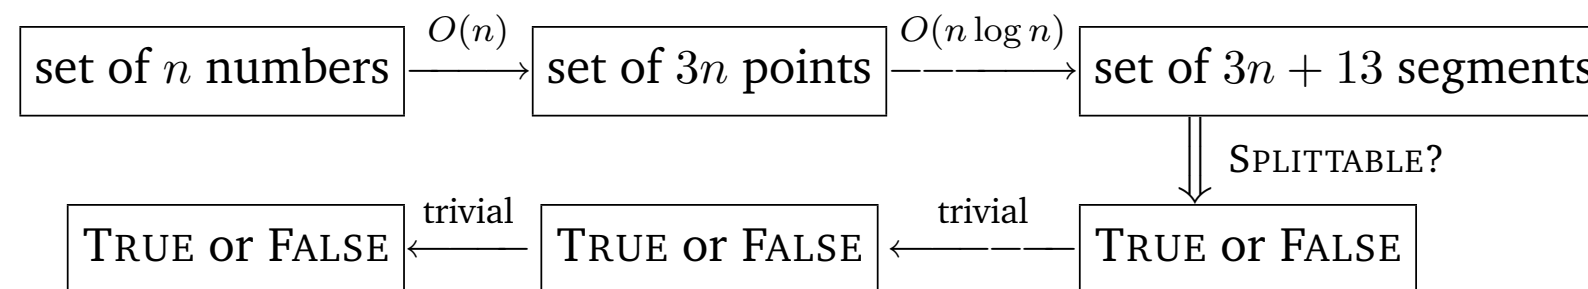 O(n) O(n log n)
set of n numbers set of 3n points set of 3n + 13 segments
SPLITTABLE?
trivial trivial
TRUE or FALSE TRUE or FALSE TRUE or FALSE